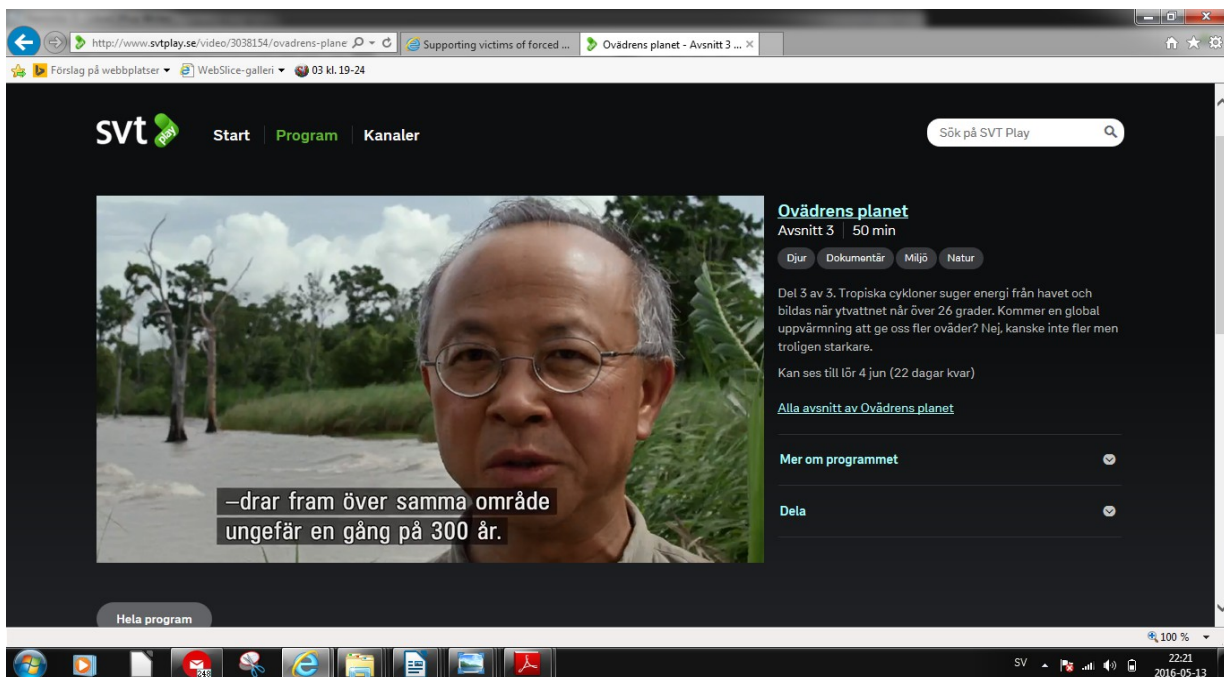 http://www.svtplay.se/video/3038154/ovadrens-plane
Supporting victims of forced ...
Ovädrens planet - Avsnitt 3 ...
Förslag på webbplatser
WebSlice-galleri
03 kl. 19-24
svt play
Start
Program
Kanaler
Sök på SVT Play
Ovädrens planet
Avsnitt 3 | 50 min
Djur Dokumentär Miljö Natur
Del 3 av 3. Tropiska cykloner suger energi från havet och
bildas när ytvattnet når över 26 grader. Kommer en global
uppvärmning att ge oss fler oväder? Nej, kanske inte fler men
troligen starkare.
Kan ses till lör 4 jun (22 dagar kvar)
Alla avsnitt av Ovädrens planet
Mer om programmet
Dela
–drar fram över samma område
ungefär en gång på 300 år.
Hela program
100 %
248
SV
22:21
2016-05-13